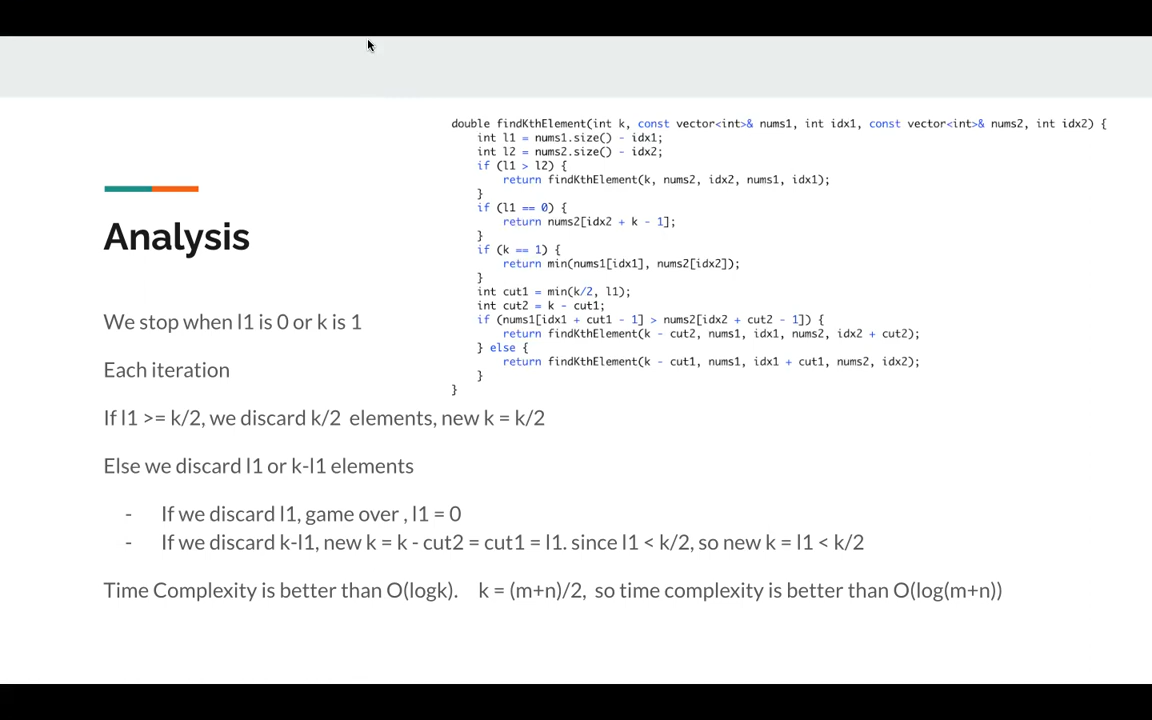 double findKthElement(int k, const vector<int>& nums1, int idx1, const vector<int>& nums2, int idx2) {
    int l1 = nums1.size() - idx1;
    int l2 = nums2.size() - idx2;
    if (l1 > l2) {
        return findKthElement(k, nums2, idx2, nums1, idx1);
    }
    if (l1 == 0) {
        return nums2[idx2 + k - 1];
    }
    if (k == 1) {
        return min(nums1[idx1], nums2[idx2]);
    }
    int cut1 = min(k/2, l1);
    int cut2 = k - cut1;
    if (nums1[idx1 + cut1 - 1] > nums2[idx2 + cut2 - 1]) {
        return findKthElement(k - cut2, nums1, idx1, nums2, idx2 + cut2);
    } else {
        return findKthElement(k - cut1, nums1, idx1 + cut1, nums2, idx2);
    }
}
Analysis
We stop when l1 is 0 or k is 1
Each iteration
If l1 >= k/2, we discard k/2 elements, new k = k/2
Else we discard l1 or k-l1 elements
- If we discard l1, game over , l1 = 0
- If we discard k-l1, new k = k - cut2 = cut1 = l1. since l1 < k/2, so new k = l1 < k/2
Time Complexity is better than O(logk). k = (m+n)/2, so time complexity is better than O(log(m+n))